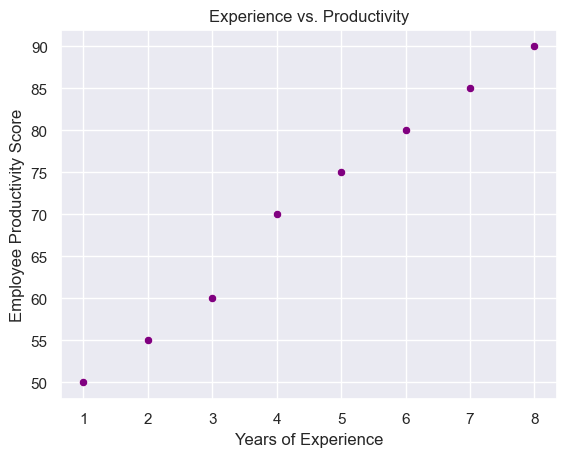 Experience vs. Productivity
90
85
80
75
70
65
60
55
50
Employee Productivity Score
1 2 3 4 5 6 7 8
Years of Experience